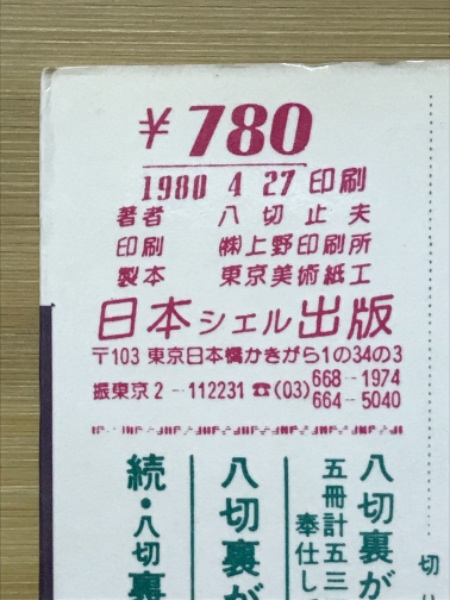 ¥780
1980 4 27 印刷
著者 八切止夫
印刷 ㈱上野印刷所
製本 東京美術紙工
日本シェル出版
〒103 東京日本橋かきがら1の34の3
振東京2-112231 ☎(03) 668-1974
664-5040
八切裏が
五冊計五三
奉仕し
八切裏が
続・八切裏
切